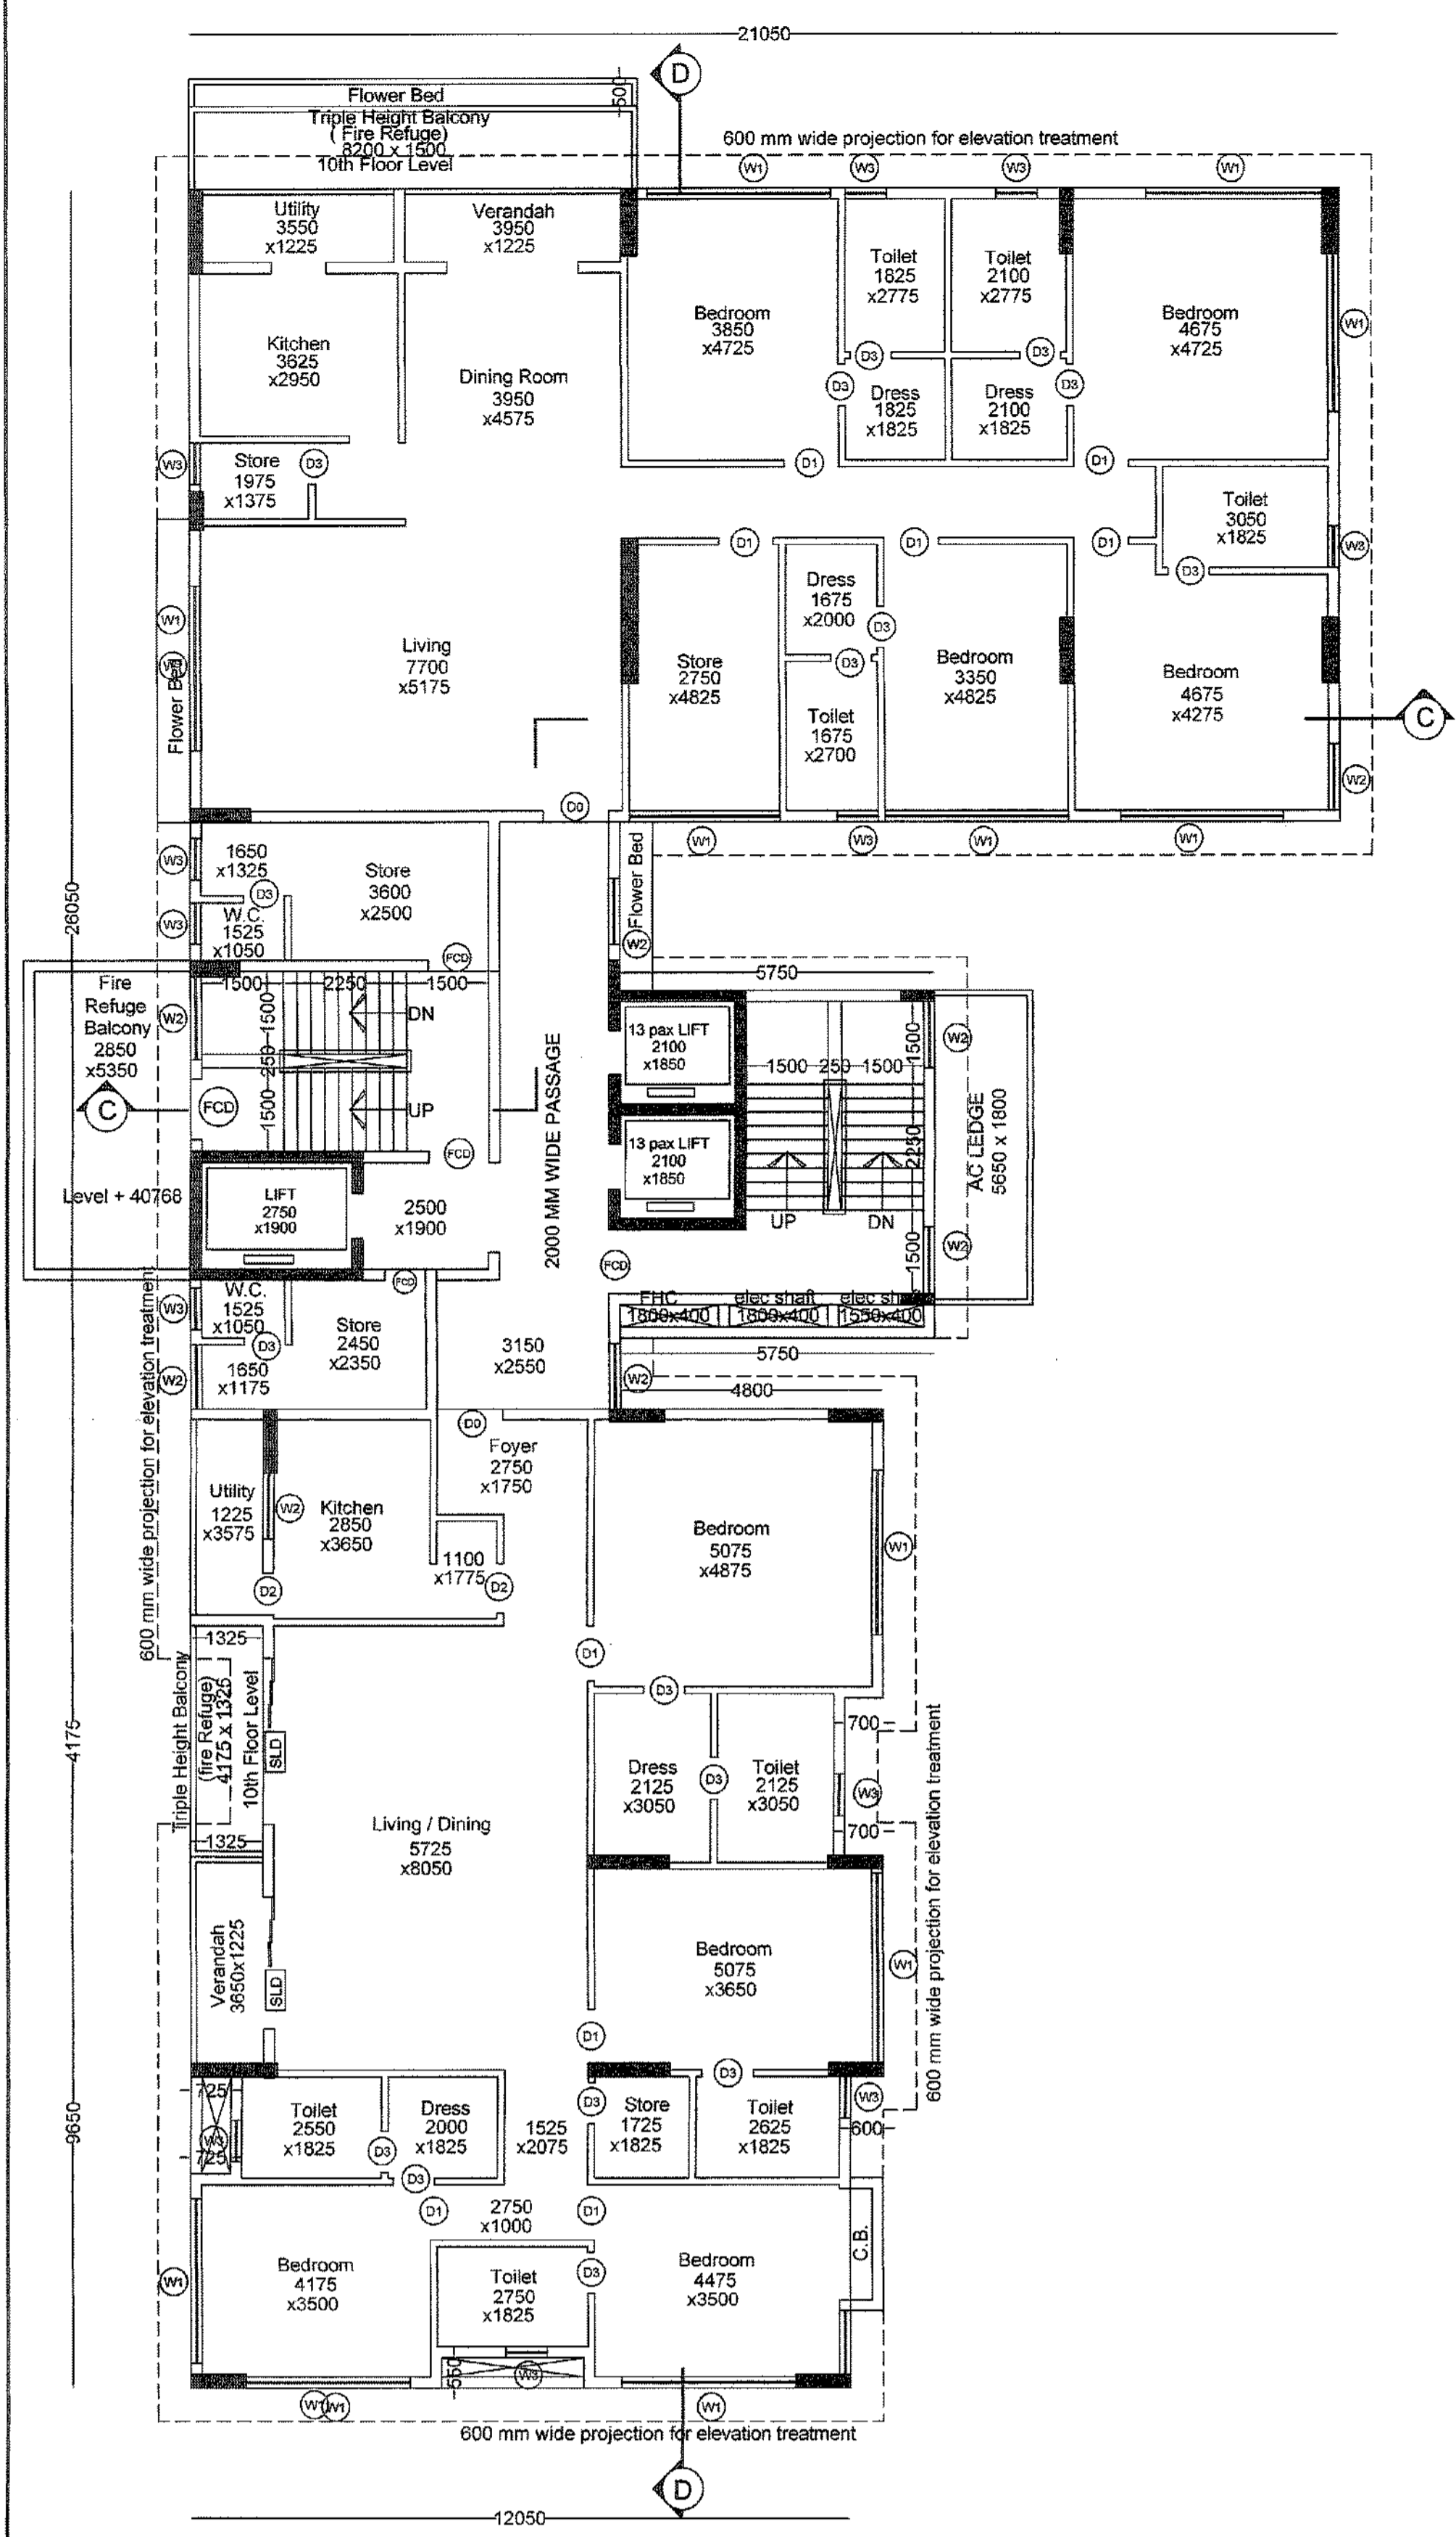 21050
D
500
Flower Bed
Triple Height Balcony
( Fire Refuge)
8200 x 1500
10th Floor Level
600 mm wide projection for elevation treatment
W1
W3
W3
W1
Utility
3550
x1225
Verandah
3950
x1225
Toilet
1825
x2775
Toilet
2100
x2775
Bedroom
3850
x4725
Bedroom
4675
x4725
W1
Kitchen
3625
x2950
Dining Room
3950
x4575
D3
D3
D3
D3
Dress
1825
x1825
Dress
2100
x1825
W3
Store
1975
x1375
D3
D1
D1
Toilet
3050
x1825
W3
D1
D1
D1
D3
Dress
1675
x2000
D3
D3
W1
Flower Bed
Living
7700
x5175
Store
2750
x4825
Bedroom
3350
x4825
Bedroom
4675
x4275
Toilet
1675
x2700
C
W2
D0
W1
W3
W1
W1
W3
1650
x1325
Store
3600
x2500
D3
Flower Bed
26050
W3
W.C.
1525
x1050
FCD
W2
5750
Fire
Refuge
Balcony
2850
x5350
W2
1500
2250
1500
1500
250
1500
DN
UP
C
FCD
FCD
2000 MM WIDE PASSAGE
13 pax LIFT
2100
x1850
13 pax LIFT
2100
x1850
1500
250
1500
1500
2250
1500
UP
DN
W2
W2
AC LEDGE
5650 x 1800
Level + 40768
LIFT
2750
x1900
2500
x1900
FCD
FCD
FHC
1800x400
elec shaft
1800x400
elec shaft
1550x400
W3
W.C.
1525
x1050
D3
Store
2450
x2350
W2
1650
x1175
3150
x2550
5750
W2
4800
600 mm wide projection for elevation treatment
D0
Foyer
2750
x1750
Utility
1225
x3575
W2
Kitchen
2850
x3650
Bedroom
5075
x4875
W1
1100
x1775
D2
D2
D1
1325
Triple Height Balcony
(fire Refuge)
4175 x 1325
10th Floor Level
SLD
4175
D3
700
Dress
2125
x3050
D3
Toilet
2125
x3050
W3
700
600 mm wide projection for elevation treatment
1325
Living / Dining
5725
x8050
Verandah
3650x1225
SLD
Bedroom
5075
x3650
W1
D1
D3
9650
725
W3
725
Toilet
2550
x1825
D3
Dress
2000
x1825
D3
1525
x2075
D3
Store
1725
x1825
Toilet
2625
x1825
W3
600
D1
2750
x1000
D1
C.B.
W1
Bedroom
4175
x3500
Toilet
2750
x1825
D3
Bedroom
4475
x3500
550
W3
W1
W1
W1
600 mm wide projection for elevation treatment
D
12050